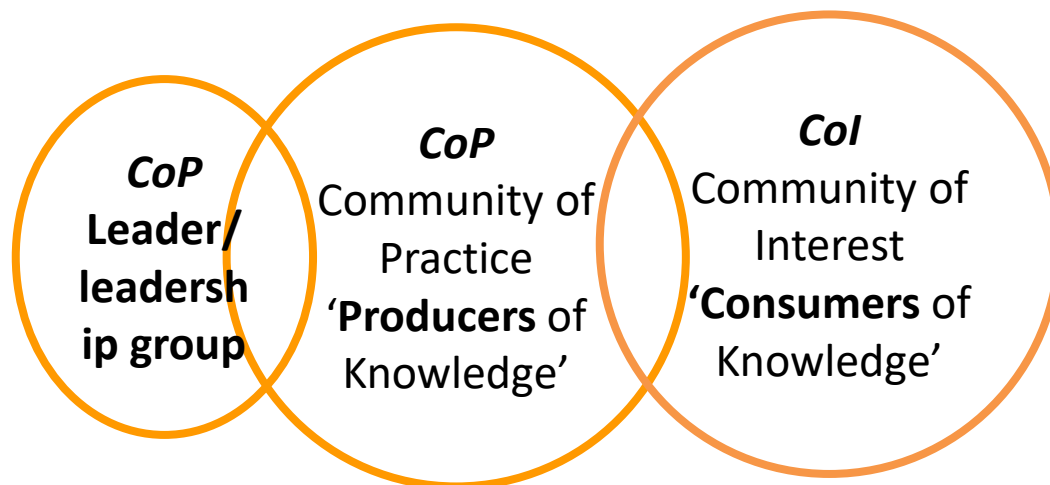 CoP
Leader/
leadersh
ip group
CoP
Community of
Practice
‘Producers of
Knowledge’
CoI
Community of
Interest
‘Consumers of
Knowledge’